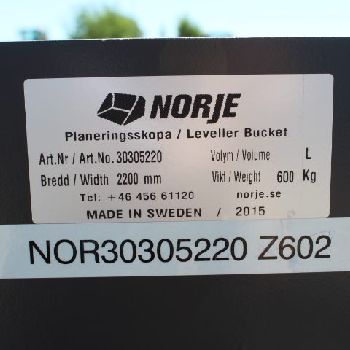 NORJE
Planeringsskopa / Leveller Bucket
Art.Nr / Art.No. 30305220 Volym / Volume L
Bredd / Width 2200 mm Vikt / Weight 600 Kg
Tel: +46 456 61120 norje.se
MADE IN SWEDEN / 2015
NOR30305220 Z602